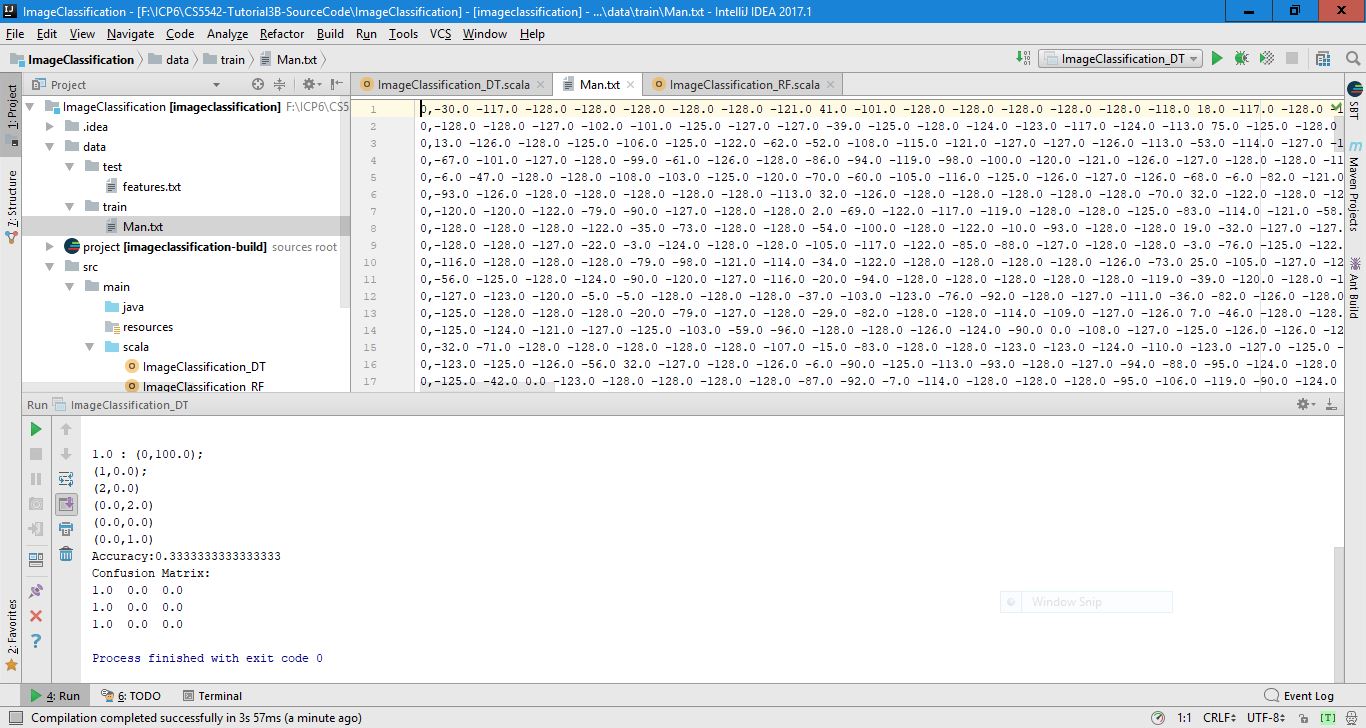 ImageClassification - [F:\ICP6\CS5542-Tutorial3B-SourceCode\ImageClassification] - [imageclassification] - ...\data\train\Man.txt - IntelliJ IDEA 2017.1
File Edit View Navigate Code Analyze Refactor Build Run Tools VCS Window Help
ImageClassification data train Man.txt ImageClassification_DT
Project ImageClassification_DT.scala Man.txt ImageClassification_RF.scala
1: Project
Z: Structure
2: Favorites
ImageClassification [imageclassification] F:\ICP6\CS5
.idea
data
test
features.txt
train
Man.txt
project [imageclassification-build] sources root
src
main
java
resources
scala
ImageClassification_DT
ImageClassification_RF
1 0,-30.0 -117.0 -128.0 -128.0 -128.0 -128.0 -128.0 -121.0 41.0 -101.0 -128.0 -128.0 -128.0 -128.0 -128.0 -118.0 18.0 -117.0 -128.0
2 0,-128.0 -128.0 -127.0 -102.0 -101.0 -125.0 -127.0 -127.0 -39.0 -125.0 -128.0 -124.0 -123.0 -117.0 -124.0 -113.0 75.0 -125.0 -128.0
3 0,13.0 -126.0 -128.0 -125.0 -106.0 -125.0 -122.0 -62.0 -52.0 -108.0 -115.0 -121.0 -127.0 -127.0 -126.0 -113.0 -53.0 -114.0 -127.0 -1
4 0,-67.0 -101.0 -127.0 -128.0 -99.0 -61.0 -126.0 -128.0 -86.0 -94.0 -119.0 -98.0 -100.0 -120.0 -121.0 -126.0 -127.0 -128.0 -128.0 -11
5 0,-6.0 -47.0 -128.0 -128.0 -108.0 -103.0 -125.0 -120.0 -70.0 -60.0 -105.0 -116.0 -125.0 -126.0 -127.0 -126.0 -68.0 -6.0 -82.0 -121.0
6 0,-93.0 -126.0 -128.0 -128.0 -128.0 -128.0 -128.0 -113.0 32.0 -126.0 -128.0 -128.0 -125.0 -128.0 -128.0 -70.0 32.0 -122.0 -128.0
7 0,-120.0 -120.0 -122.0 -79.0 -90.0 -127.0 -128.0 -128.0 2.0 -69.0 -122.0 -117.0 -119.0 -128.0 -128.0 -125.0 -83.0 -114.0 -121.0 -58.
8 0,-128.0 -128.0 -122.0 -35.0 -73.0 -128.0 -128.0 -128.0 -54.0 -100.0 -128.0 -122.0 -10.0 -93.0 -128.0 -128.0 19.0 -32.0 -127.0 -127.
9 0,-128.0 -128.0 -127.0 -22.0 -3.0 -124.0 -128.0 -128.0 -105.0 -117.0 -122.0 -85.0 -88.0 -127.0 -128.0 -128.0 -3.0 -76.0 -125.0 -122.
10 0,-116.0 -128.0 -128.0 -128.0 -79.0 -98.0 -121.0 -114.0 -34.0 -122.0 -128.0 -128.0 -128.0 -128.0 -126.0 -73.0 25.0 -105.0 -127.0 -12
11 0,-56.0 -125.0 -128.0 -124.0 -90.0 -120.0 -127.0 -116.0 -20.0 -94.0 -128.0 -128.0 -128.0 -128.0 -128.0 -119.0 -39.0 -120.0 -128.0 -1
12 0,-127.0 -123.0 -120.0 -5.0 -5.0 -128.0 -128.0 -128.0 -37.0 -103.0 -123.0 -76.0 -92.0 -128.0 -127.0 -111.0 -36.0 -82.0 -126.0 -128.0
13 0,-125.0 -128.0 -128.0 -128.0 -20.0 -79.0 -127.0 -128.0 -29.0 -82.0 -128.0 -128.0 -114.0 -109.0 -127.0 -126.0 7.0 -46.0 -128.0 -128.
14 0,-125.0 -124.0 -121.0 -127.0 -125.0 -103.0 -59.0 -96.0 -128.0 -128.0 -126.0 -124.0 -90.0 0.0 -108.0 -127.0 -125.0 -126.0 -126.0 -12
15 0,-32.0 -71.0 -128.0 -128.0 -128.0 -128.0 -128.0 -107.0 -15.0 -83.0 -128.0 -128.0 -123.0 -123.0 -124.0 -110.0 -123.0 -127.0 -125.0 -
16 0,-123.0 -125.0 -126.0 -56.0 32.0 -127.0 -128.0 -126.0 -6.0 -90.0 -125.0 -113.0 -93.0 -128.0 -127.0 -94.0 -88.0 -95.0 -124.0 -128.0
17 0,-125.0 -42.0 0.0 -123.0 -128.0 -128.0 -128.0 -128.0 -87.0 -92.0 -7.0 -114.0 -128.0 -128.0 -128.0 -95.0 -106.0 -119.0 -90.0 -124.0
SBT
Maven Projects
Ant Build
Run ImageClassification_DT
1.0 : (0,100.0);
(1,0.0);
(2,0.0)
(0.0,2.0)
(0.0,0.0)
(0.0,1.0)
Accuracy:0.3333333333333333
Confusion Matrix:
1.0 0.0 0.0
1.0 0.0 0.0
1.0 0.0 0.0
Window Snip
Process finished with exit code 0
4: Run 6: TODO Terminal Event Log
Compilation completed successfully in 3s 57ms (a minute ago) 1:1 CRLF UTF-8 [T]